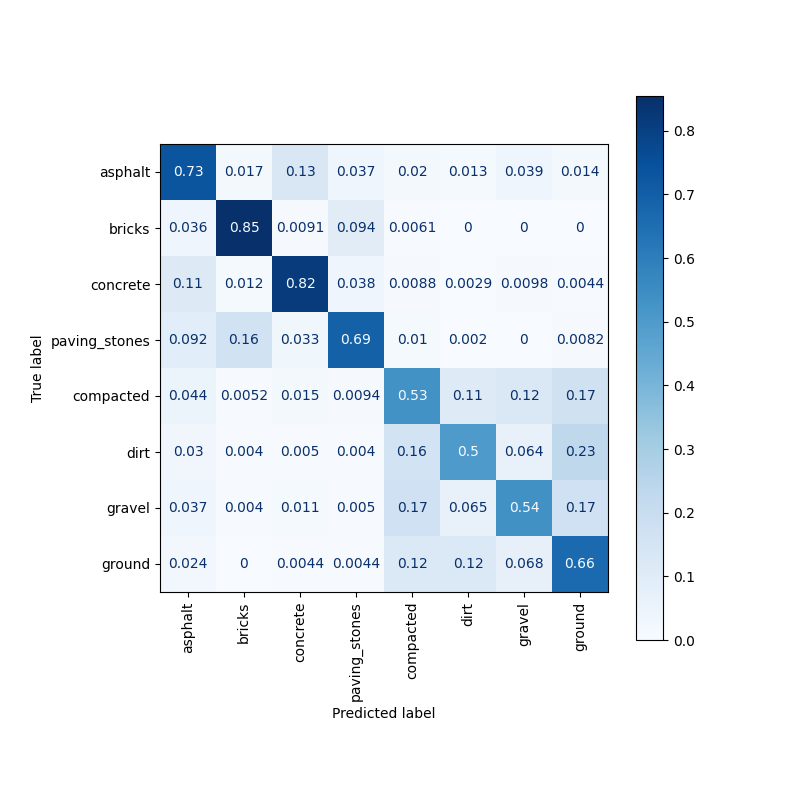 asphalt 0.73 0.017 0.13 0.037 0.02 0.013 0.039 0.014
bricks 0.036 0.85 0.0091 0.094 0.0061 0 0 0
concrete 0.11 0.012 0.82 0.038 0.0088 0.0029 0.0098 0.0044
paving_stones 0.092 0.16 0.033 0.69 0.01 0.002 0 0.0082
compacted 0.044 0.0052 0.015 0.0094 0.53 0.11 0.12 0.17
dirt 0.03 0.004 0.005 0.004 0.16 0.5 0.064 0.23
gravel 0.037 0.004 0.011 0.005 0.17 0.065 0.54 0.17
ground 0.024 0 0.0044 0.0044 0.12 0.12 0.068 0.66
True label
asphalt
bricks
concrete
paving_stones
compacted
dirt
gravel
ground
Predicted label
0.8
0.7
0.6
0.5
0.4
0.3
0.2
0.1
0.0